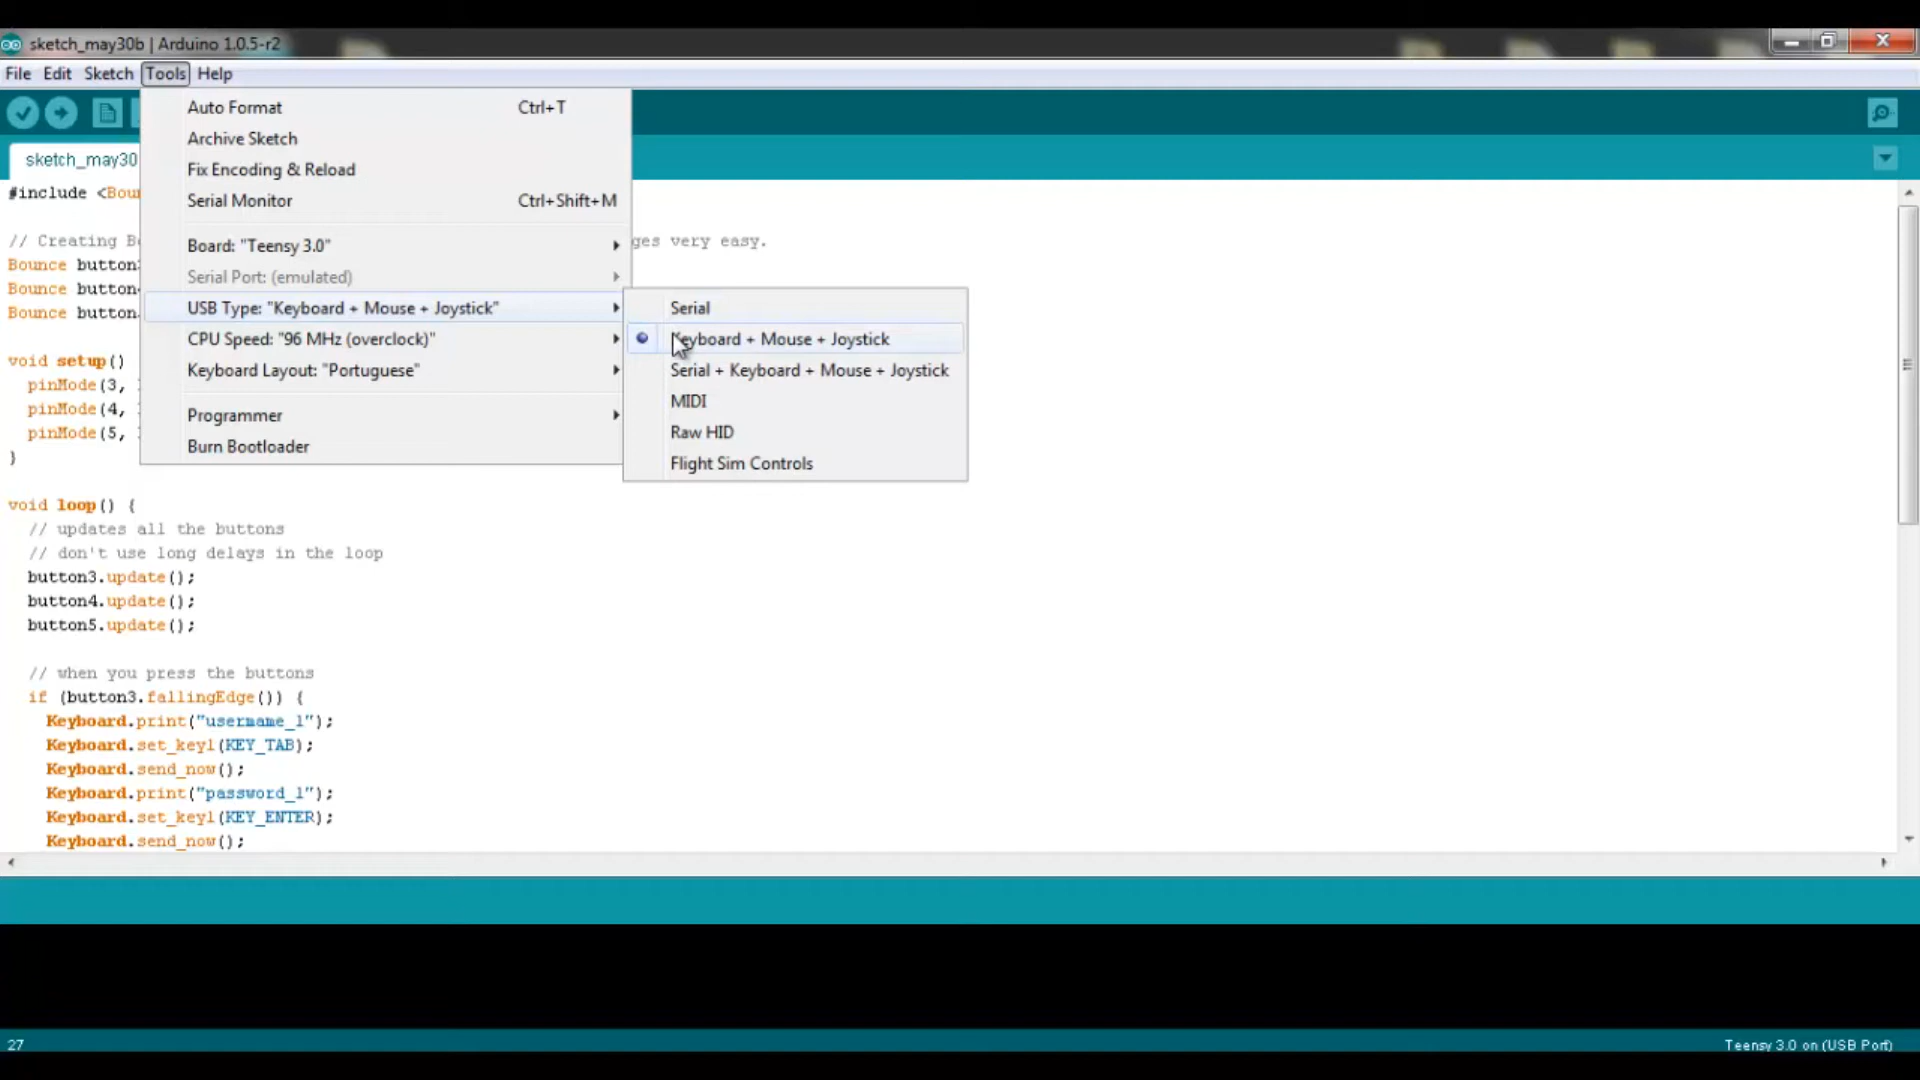 sketch_may30b | Arduino 1.0.5-r2
File Edit Sketch Tools Help
Auto Format Ctrl+T
Archive Sketch
Fix Encoding & Reload
Serial Monitor Ctrl+Shift+M
Board: "Teensy 3.0"
Serial Port: (emulated)
USB Type: "Keyboard + Mouse + Joystick"
CPU Speed: "96 MHz (overclock)"
Keyboard Layout: "Portuguese"
Programmer
Burn Bootloader
Serial
Keyboard + Mouse + Joystick
Serial + Keyboard + Mouse + Joystick
MIDI
Raw HID
Flight Sim Controls
sketch_may30
#include <Boun
// Creating B ges very easy.
Bounce button
Bounce button
Bounce button
void setup()
pinMode(3,
pinMode(4,
pinMode(5,
}
void loop() {
// updates all the buttons
// don't use long delays in the loop
button3.update();
button4.update();
button5.update();
// when you press the buttons
if (button3.fallingEdge()) {
Keyboard.print("username_1");
Keyboard.set_key1(KEY_TAB);
Keyboard.send_now();
Keyboard.print("password_1");
Keyboard.set_key1(KEY_ENTER);
Keyboard.send_now();
27
Teensy 3.0 on (USB Port)